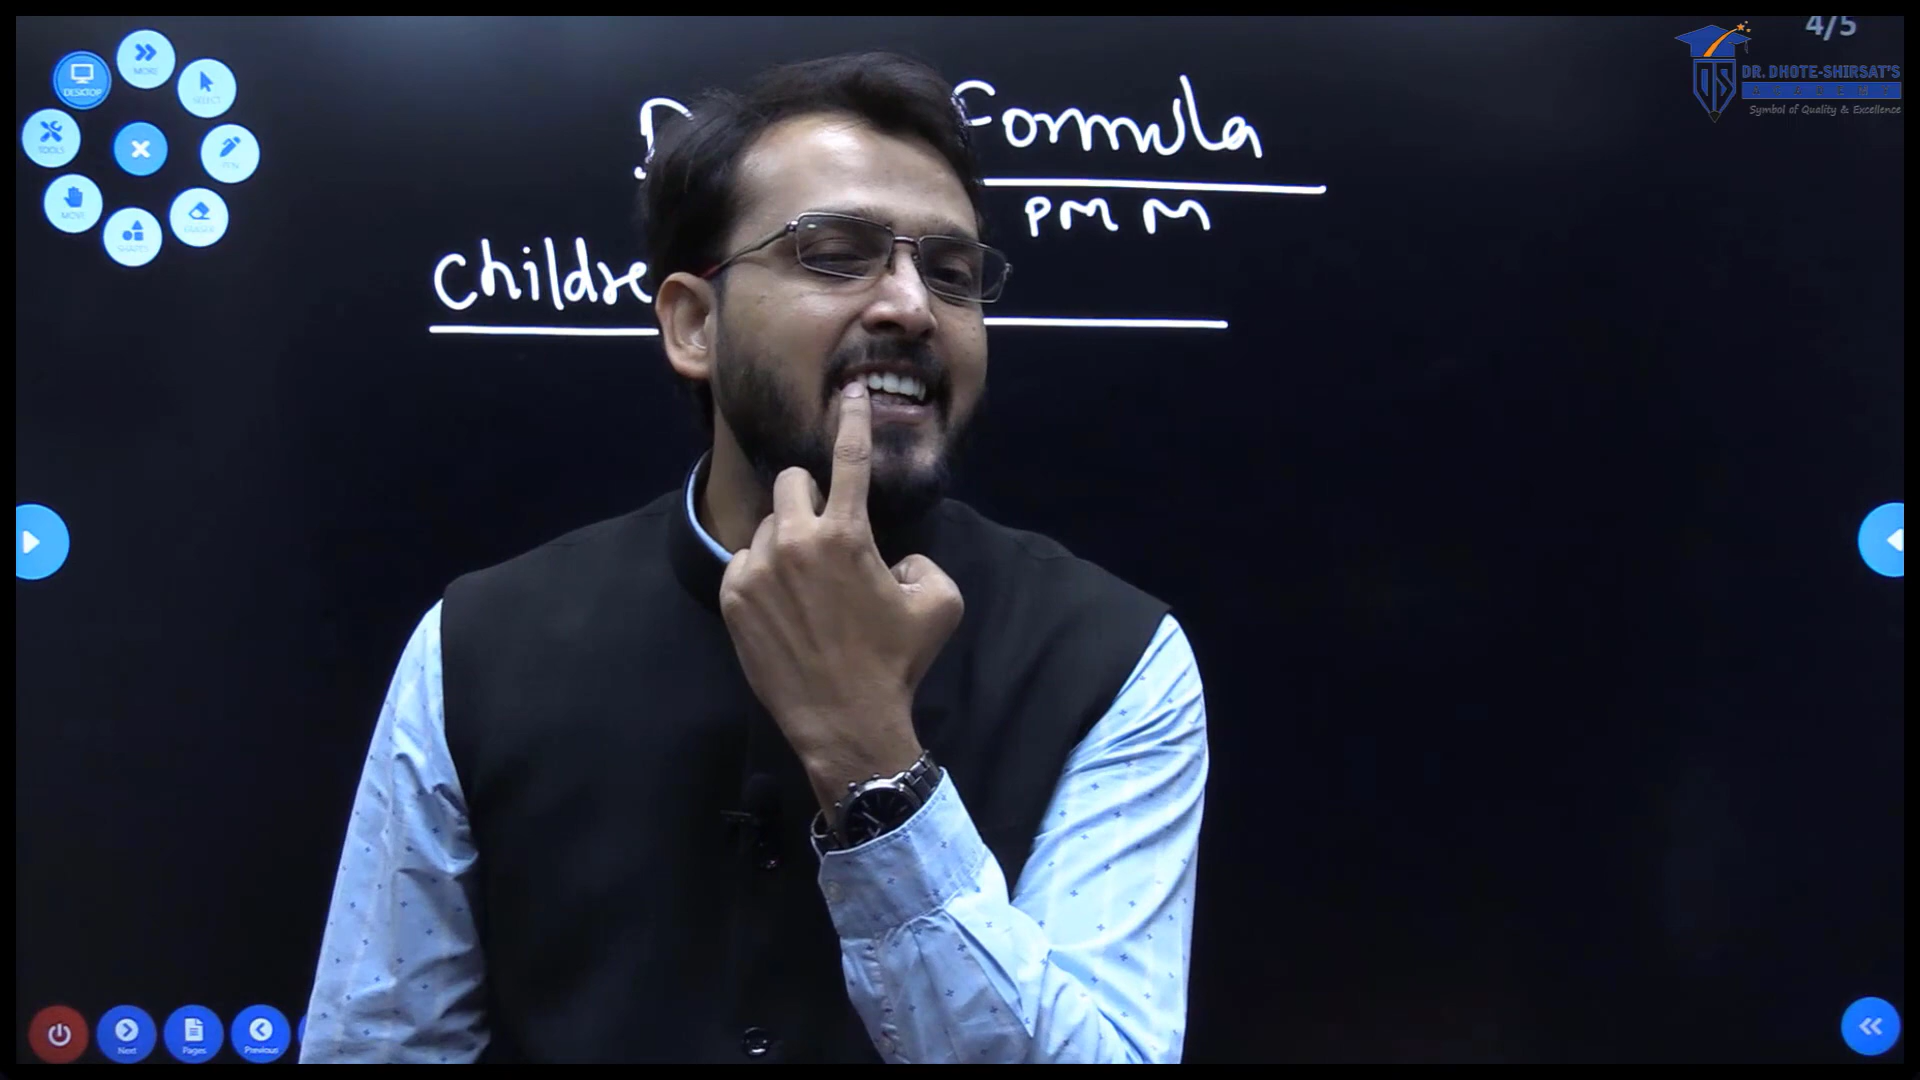 4/5
DR. DHOTE-SHIRSAT'S
ACADEMY
Symbol of Quality & Excellence
MORE
DESKTOP
SELECT
TOOLS
PEN
MOVE
ERASER
SHAPES
Formula
PM M
Childre
Next
Pages
Previous